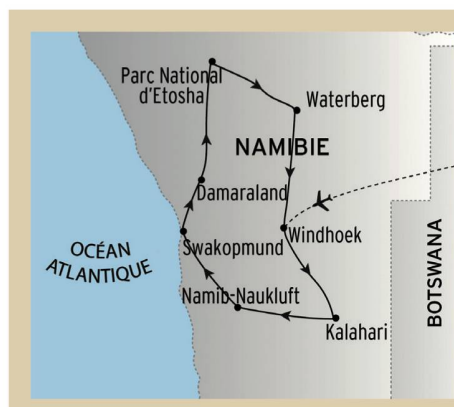 Parc National
d'Etosha
Waterberg
NAMIBIE
Damaraland
Swakopmund
Windhoek
OCÉAN
ATLANTIQUE
Namib-Naukluft
Kalahari
BOTSWANA